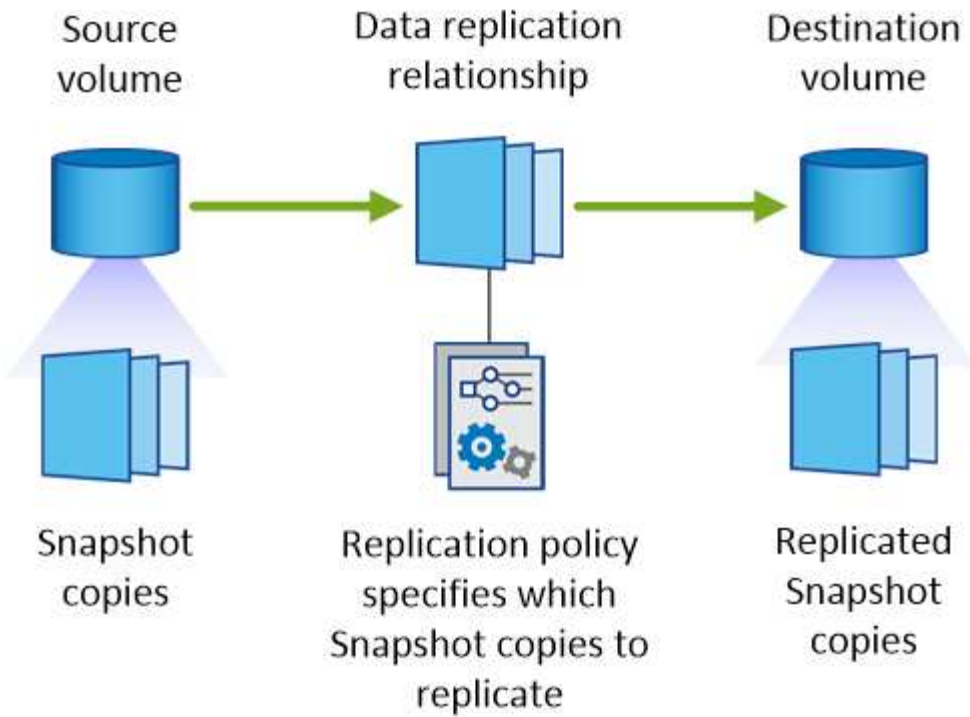 Source
volume
Data replication
relationship
Destination
volume
Snapshot
copies
Replication policy
specifies which
Snapshot copies to
replicate
Replicated
Snapshot
copies